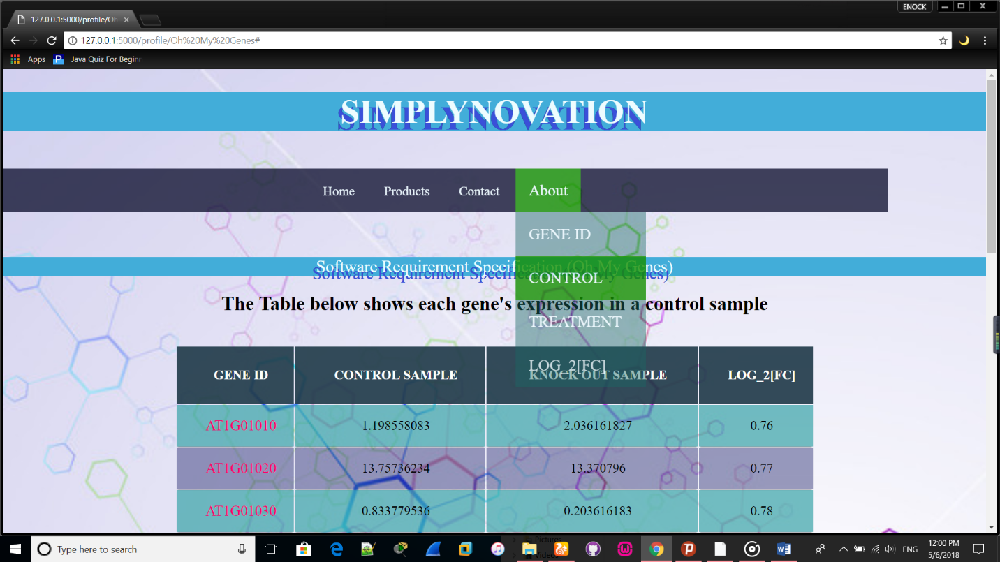 ENOCK
127.0.0.1:5000/profile/Oh
127.0.0.1:5000/profile/Oh%20My%20Genes#
Apps Java Quiz For Beginn
SIMPLYNOVATION
Home Products Contact About
GENE ID
Software Requirement Specification (Oh My Genes)
CONTROL
The Table below shows each gene's expression in a control sample
TREATMENT
LOG_2[FC]
GENE ID CONTROL SAMPLE KNOCK OUT SAMPLE LOG_2[FC]
AT1G01010 1.198558083 2.036161827 0.76
AT1G01020 13.75736234 13.370796 0.77
AT1G01030 0.833779536 0.203616183 0.78
Pictures
Type here to search ENG 12:00 PM
Videos
5/6/2018